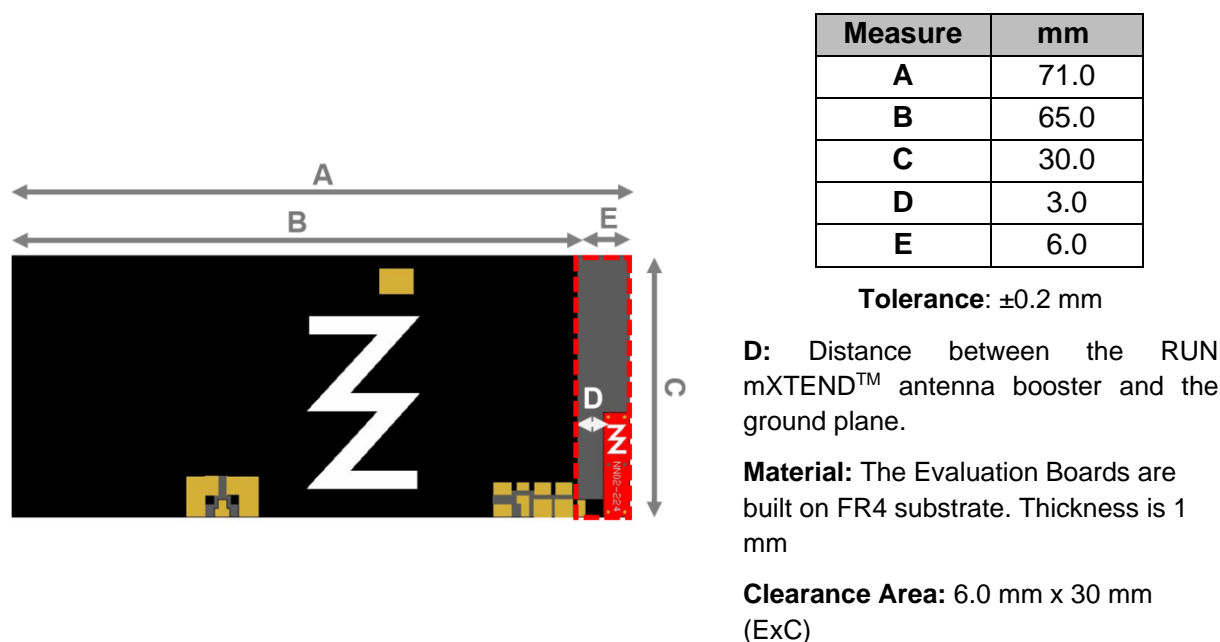 A
B
E
C
D
NN02-224
Measure mm
A 71.0
B 65.0
C 30.0
D 3.0
E 6.0
Tolerance: ±0.2 mm
D: Distance between the RUN
mXTEND™ antenna booster and the
ground plane.
Material: The Evaluation Boards are
built on FR4 substrate. Thickness is 1
mm
Clearance Area: 6.0 mm x 30 mm
(ExC)